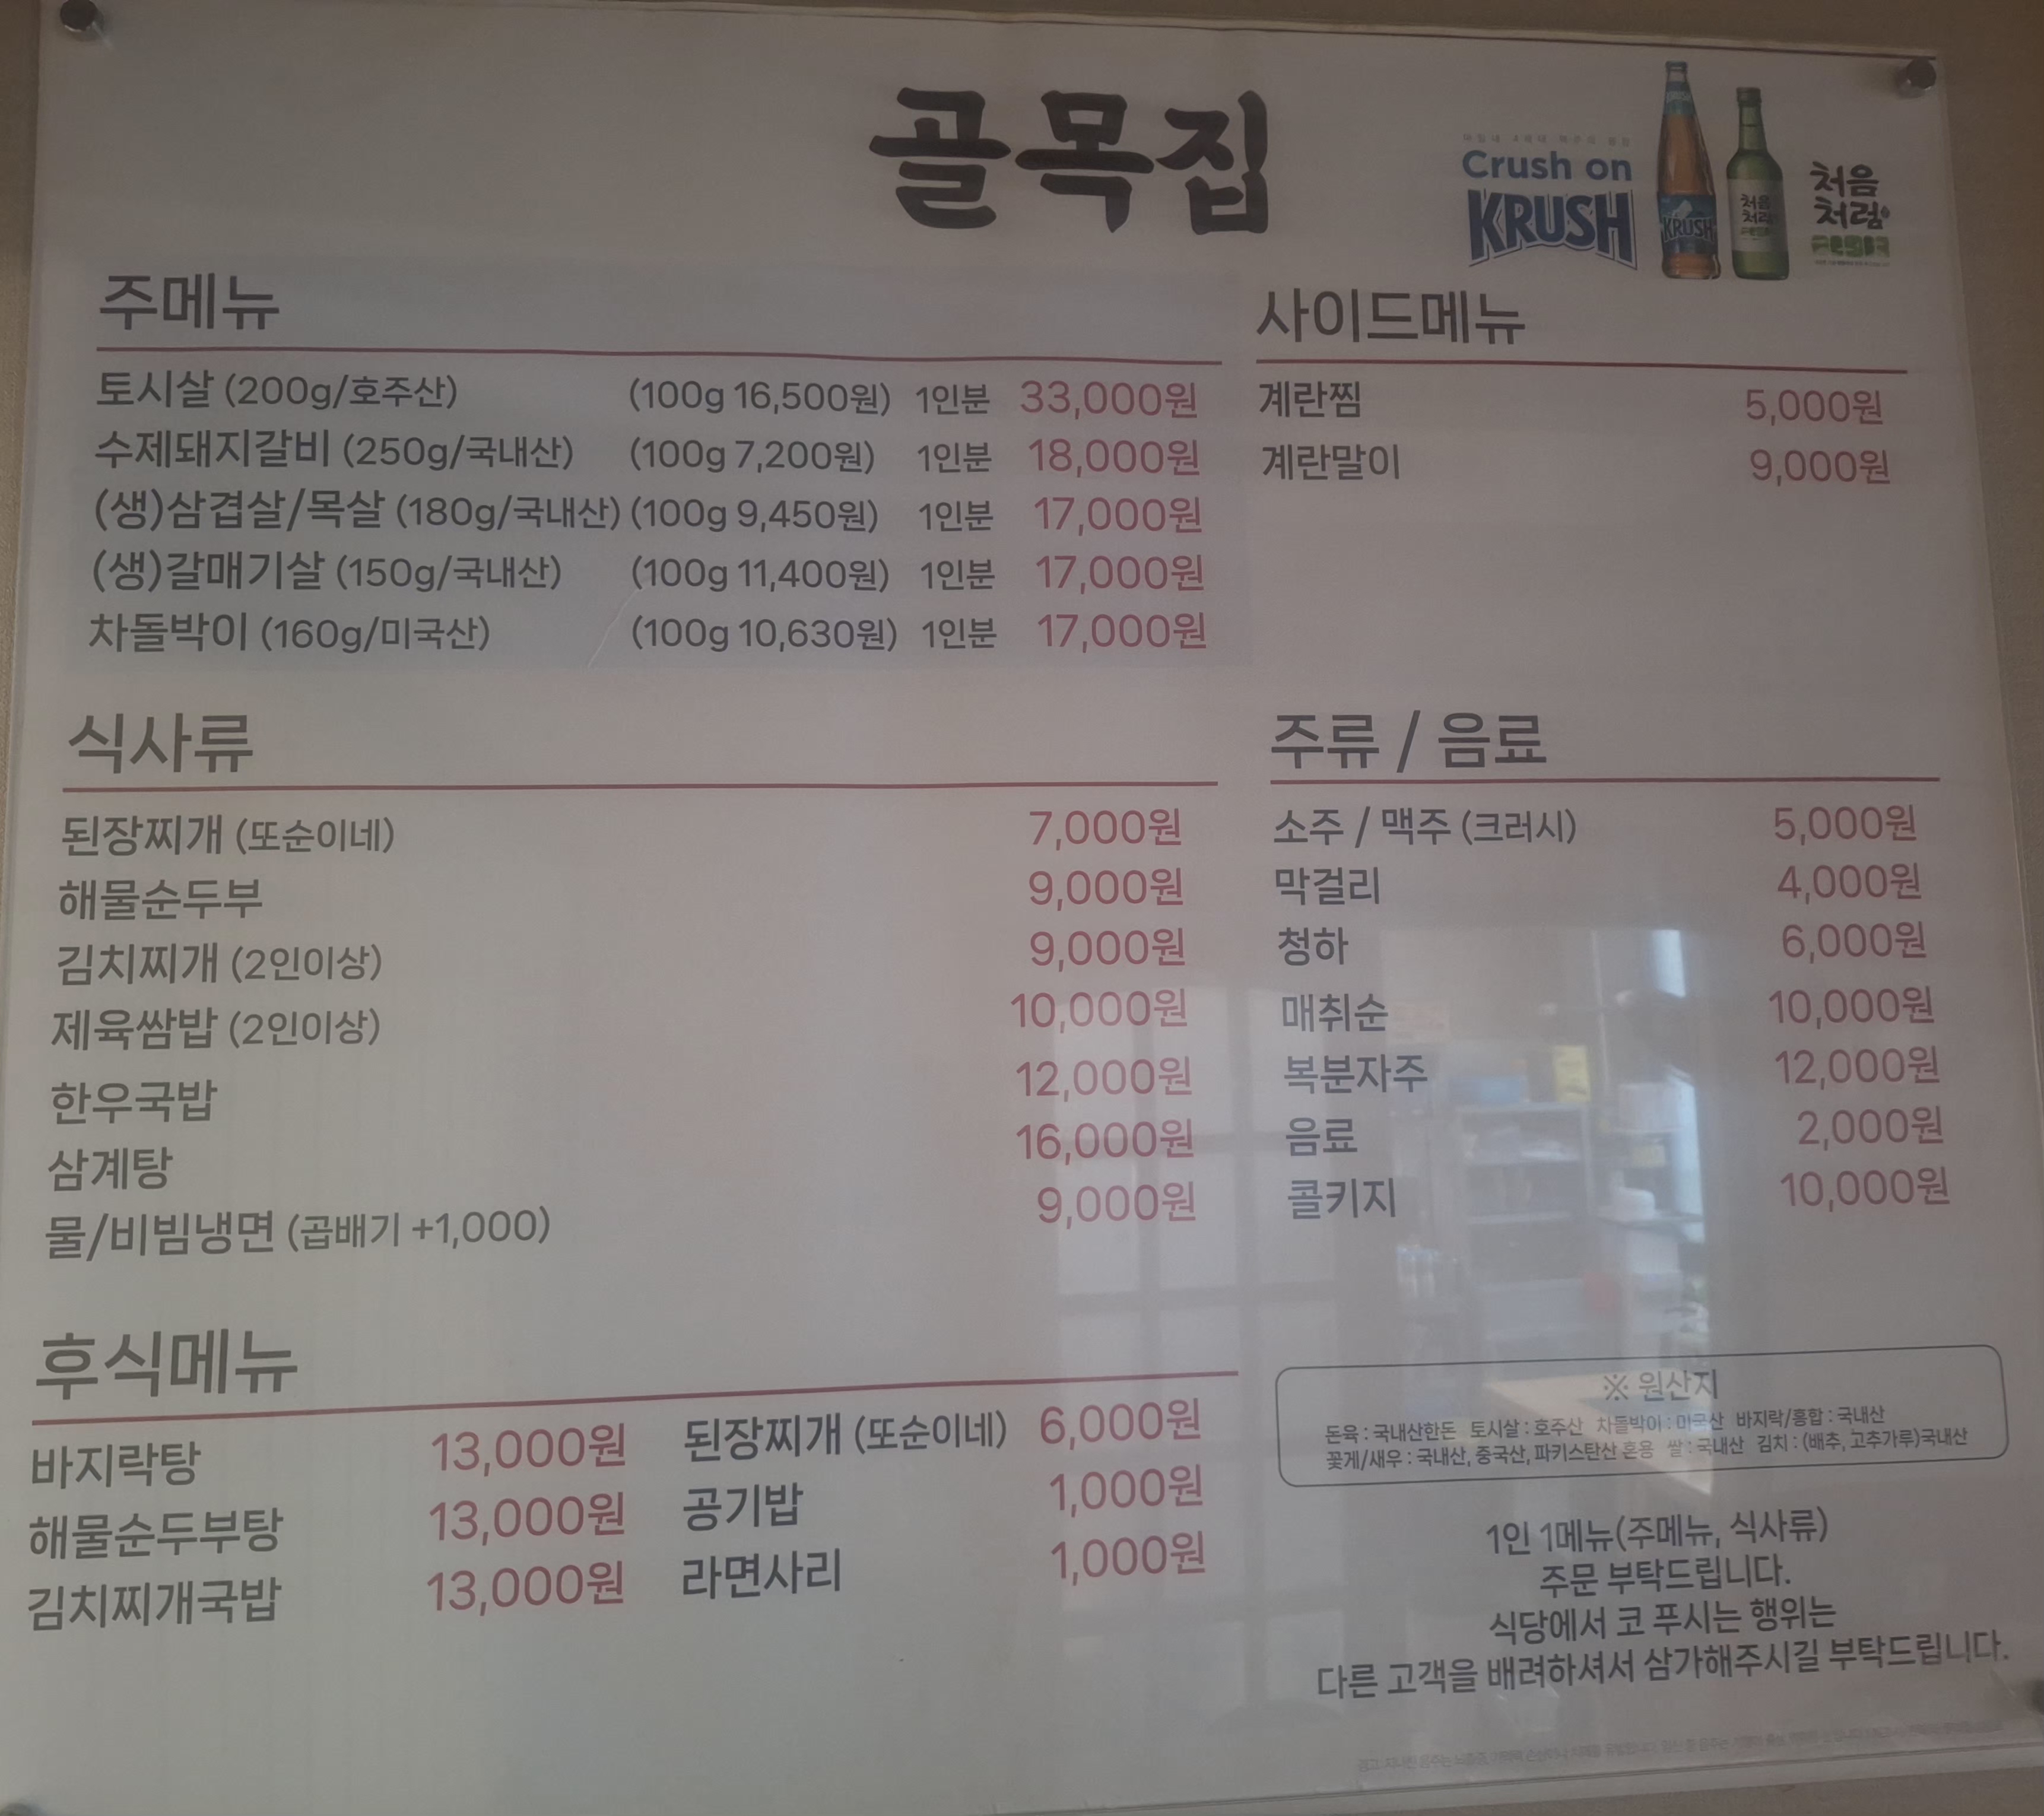 골목집
Crush on
KRUSH
KRUSH
처음
처럼
처음
처럼
주메뉴
토시살 (200g/호주산) (100g 16,500원) 1인분 33,000원
수제돼지갈비 (250g/국내산) (100g 7,200원) 1인분 18,000원
(생)삼겹살/목살 (180g/국내산) (100g 9,450원) 1인분 17,000원
(생)갈매기살 (150g/국내산) (100g 11,400원) 1인분 17,000원
차돌박이 (160g/미국산) (100g 10,630원) 1인분 17,000원
사이드메뉴
계란찜 5,000원
계란말이 9,000원
식사류
된장찌개 (또순이네) 7,000원
해물순두부 9,000원
김치찌개 (2인이상) 9,000원
제육쌈밥 (2인이상) 10,000원
한우국밥 12,000원
삼계탕 16,000원
물/비빔냉면 (곱배기 +1,000) 9,000원
주류 / 음료
소주 / 맥주 (크러시) 5,000원
막걸리 4,000원
청하 6,000원
매취순 10,000원
복분자주 12,000원
음료 2,000원
콜키지 10,000원
후식메뉴
바지락탕 13,000원 된장찌개 (또순이네) 6,000원
해물순두부탕 13,000원 공기밥 1,000원
김치찌개국밥 13,000원 라면사리 1,000원
※ 원산지
돈육 : 국내산한돈 토시살 : 호주산 차돌박이 : 미국산 바지락/홍합 : 국내산
꽃게/새우 : 국내산, 중국산, 파키스탄산 혼용 쌀 : 국내산 김치 : (배추, 고추가루)국내산
1인 1메뉴(주메뉴, 식사류)
주문 부탁드립니다.
식당에서 코 푸시는 행위는
다른 고객을 배려하셔서 삼가해주시길 부탁드립니다.